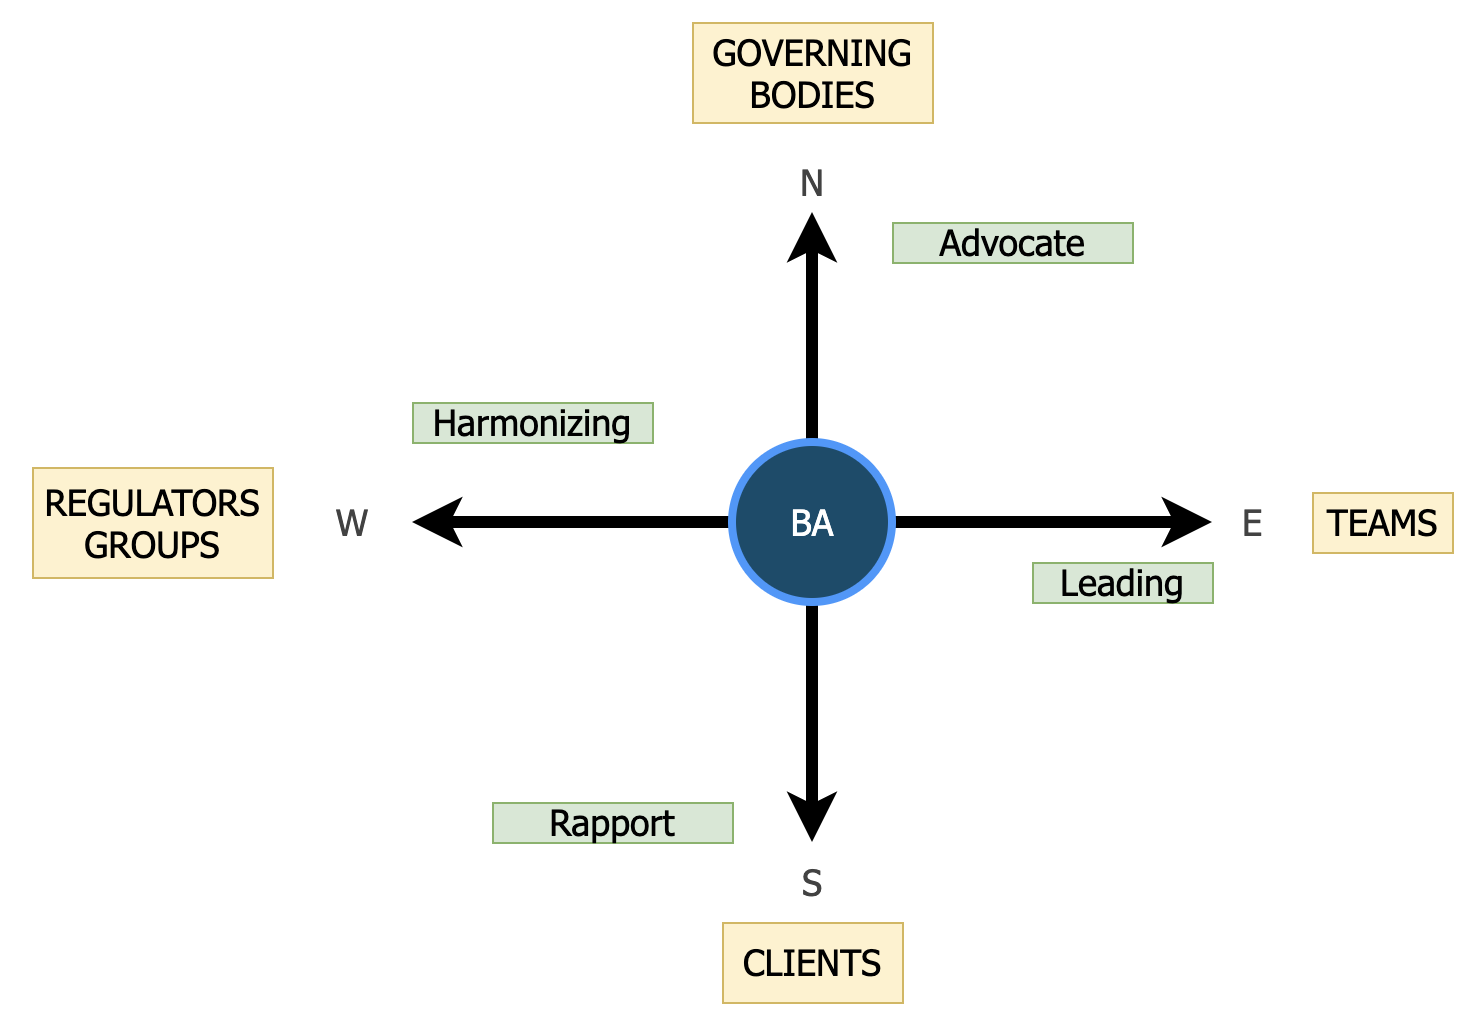 GOVERNING
BODIES
N
Advocate
Harmonizing
REGULATORS
GROUPS
W
BA
E
TEAMS
Leading
Rapport
S
CLIENTS